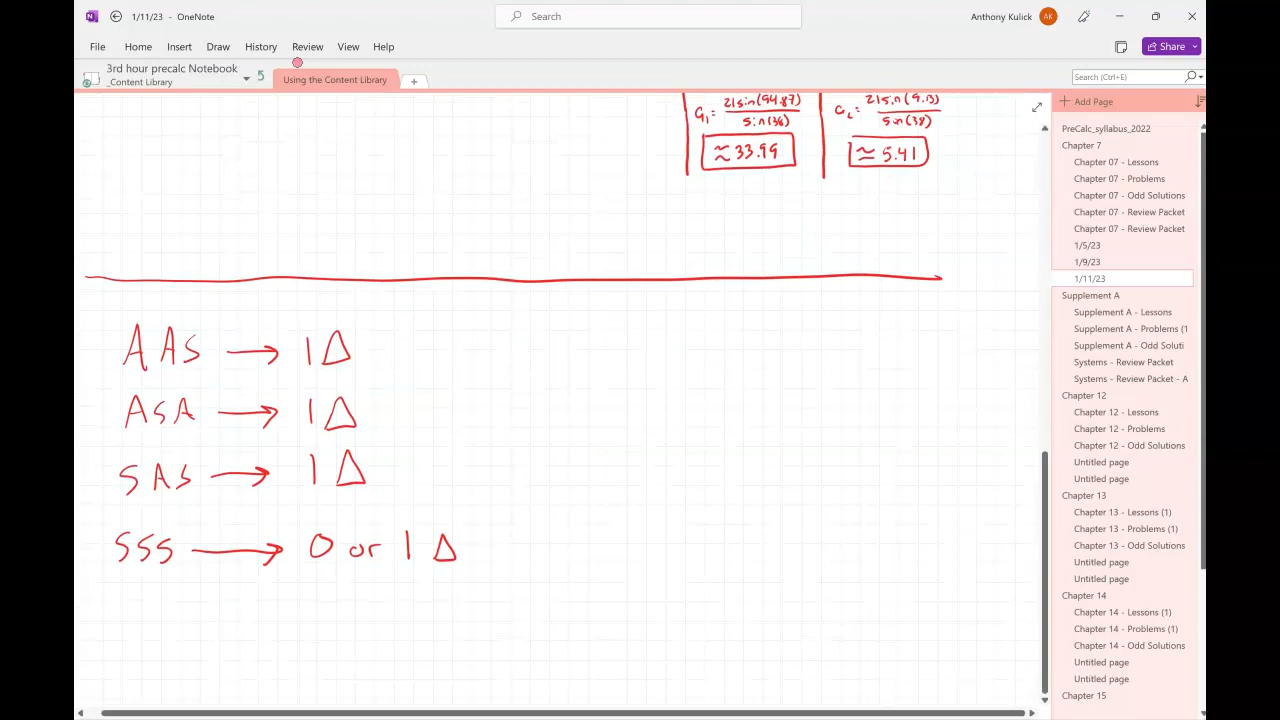 1/11/23 - OneNote
Search
Anthony Kulick
AK
File Home Insert Draw History Review View Help
Share
3rd hour precalc Notebook
_Content Library
Using the Content Library
Search (Ctrl+E)
Add Page
PreCalc_syllabus_2022
Chapter 7
Chapter 07 - Lessons
Chapter 07 - Problems
Chapter 07 - Odd Solutions
Chapter 07 - Review Packet
Chapter 07 - Review Packet
1/5/23
1/9/23
1/11/23
Supplement A
Supplement A - Lessons
Supplement A - Problems (1
Supplement A - Odd Soluti
Systems - Review Packet
Systems - Review Packet - A
Chapter 12
Chapter 12 - Lessons
Chapter 12 - Problems
Chapter 12 - Odd Solutions
Untitled page
Untitled page
Chapter 13
Chapter 13 - Lessons (1)
Chapter 13 - Problems (1)
Chapter 13 - Odd Solutions
Untitled page
Untitled page
Chapter 14
Chapter 14 - Lessons (1)
Chapter 14 - Problems (1)
Chapter 14 - Odd Solutions
Untitled page
Untitled page
Chapter 15
21sin(94.87)
sin(38)
≈ 33.99
21sin(9.13)
sin(38)
≈ 5.41
AAS → 1 Δ
ASA → 1 Δ
SAS → 1 Δ
SSS → 0 or 1 Δ